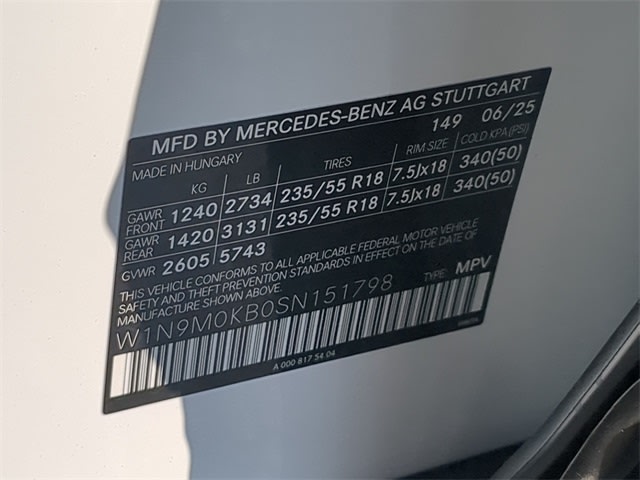 MFD BY MERCEDES-BENZ AG STUTTGART
MADE IN HUNGARY 149 06/25
KG LB TIRES RIM SIZE COLD KPA (PSI)
GAWR FRONT 1240 2734 235/55 R18 7.5Jx18 340(50)
GAWR REAR 1420 3131 235/55 R18 7.5Jx18 340(50)
GVWR 2605 5743
THIS VEHICLE CONFORMS TO ALL APPLICABLE FEDERAL MOTOR VEHICLE
SAFETY AND THEFT PREVENTION STANDARDS IN EFFECT ON THE DATE OF
MANUFACTURE SHOWN ABOVE. TYPE: MPV
W1N9M0KB0SN151798
A 000 817 54 04